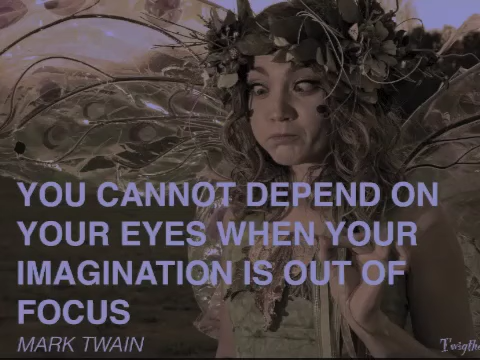 YOU CANNOT DEPEND ON
YOUR EYES WHEN YOUR
IMAGINATION IS OUT OF
FOCUS
MARK TWAIN